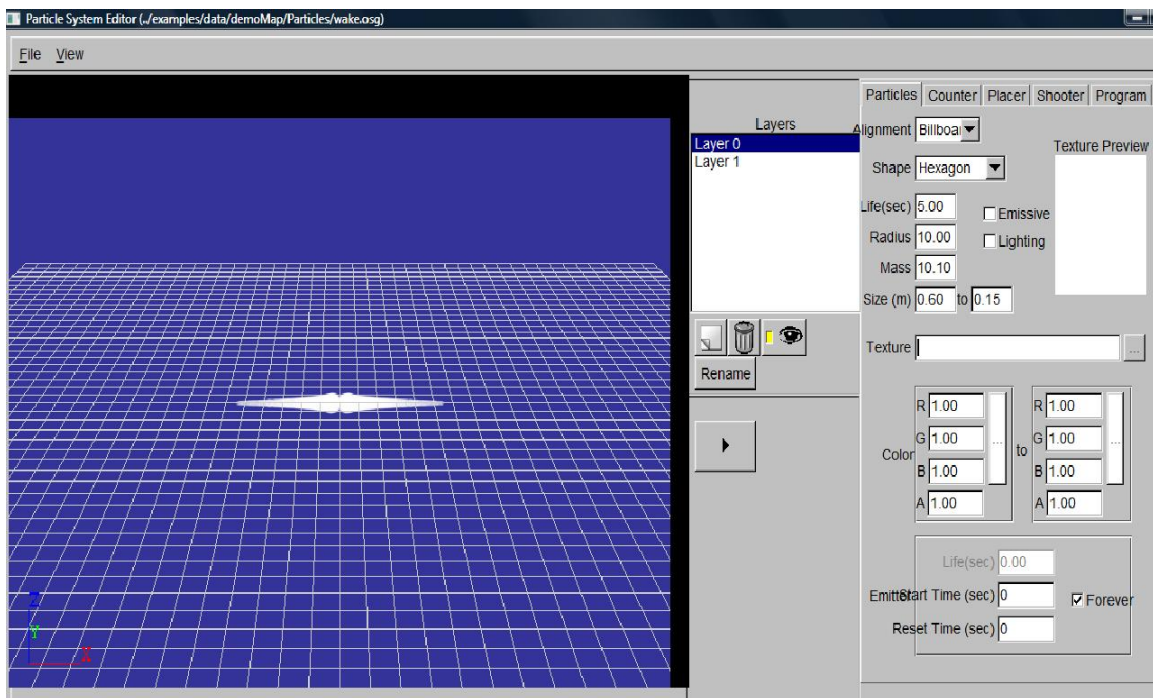 Particle System Editor (../examples/data/demoMap/Particles/wake.osg)
File View
Particles Counter Placer Shooter Program
Layers
Layer 0
Layer 1
Rename
Alignment Billboar
Texture Preview
Shape Hexagon
Life(sec) 5.00
Emissive
Radius 10.00
Lighting
Mass 10.10
Size (m) 0.60 to 0.15
Texture ...
Color
R 1.00
G 1.00
B 1.00
A 1.00
...
to
R 1.00
G 1.00
B 1.00
A 1.00
...
Life(sec) 0.00
Emitter
Start Time (sec) 0
Forever
Reset Time (sec) 0
Z
Y
X